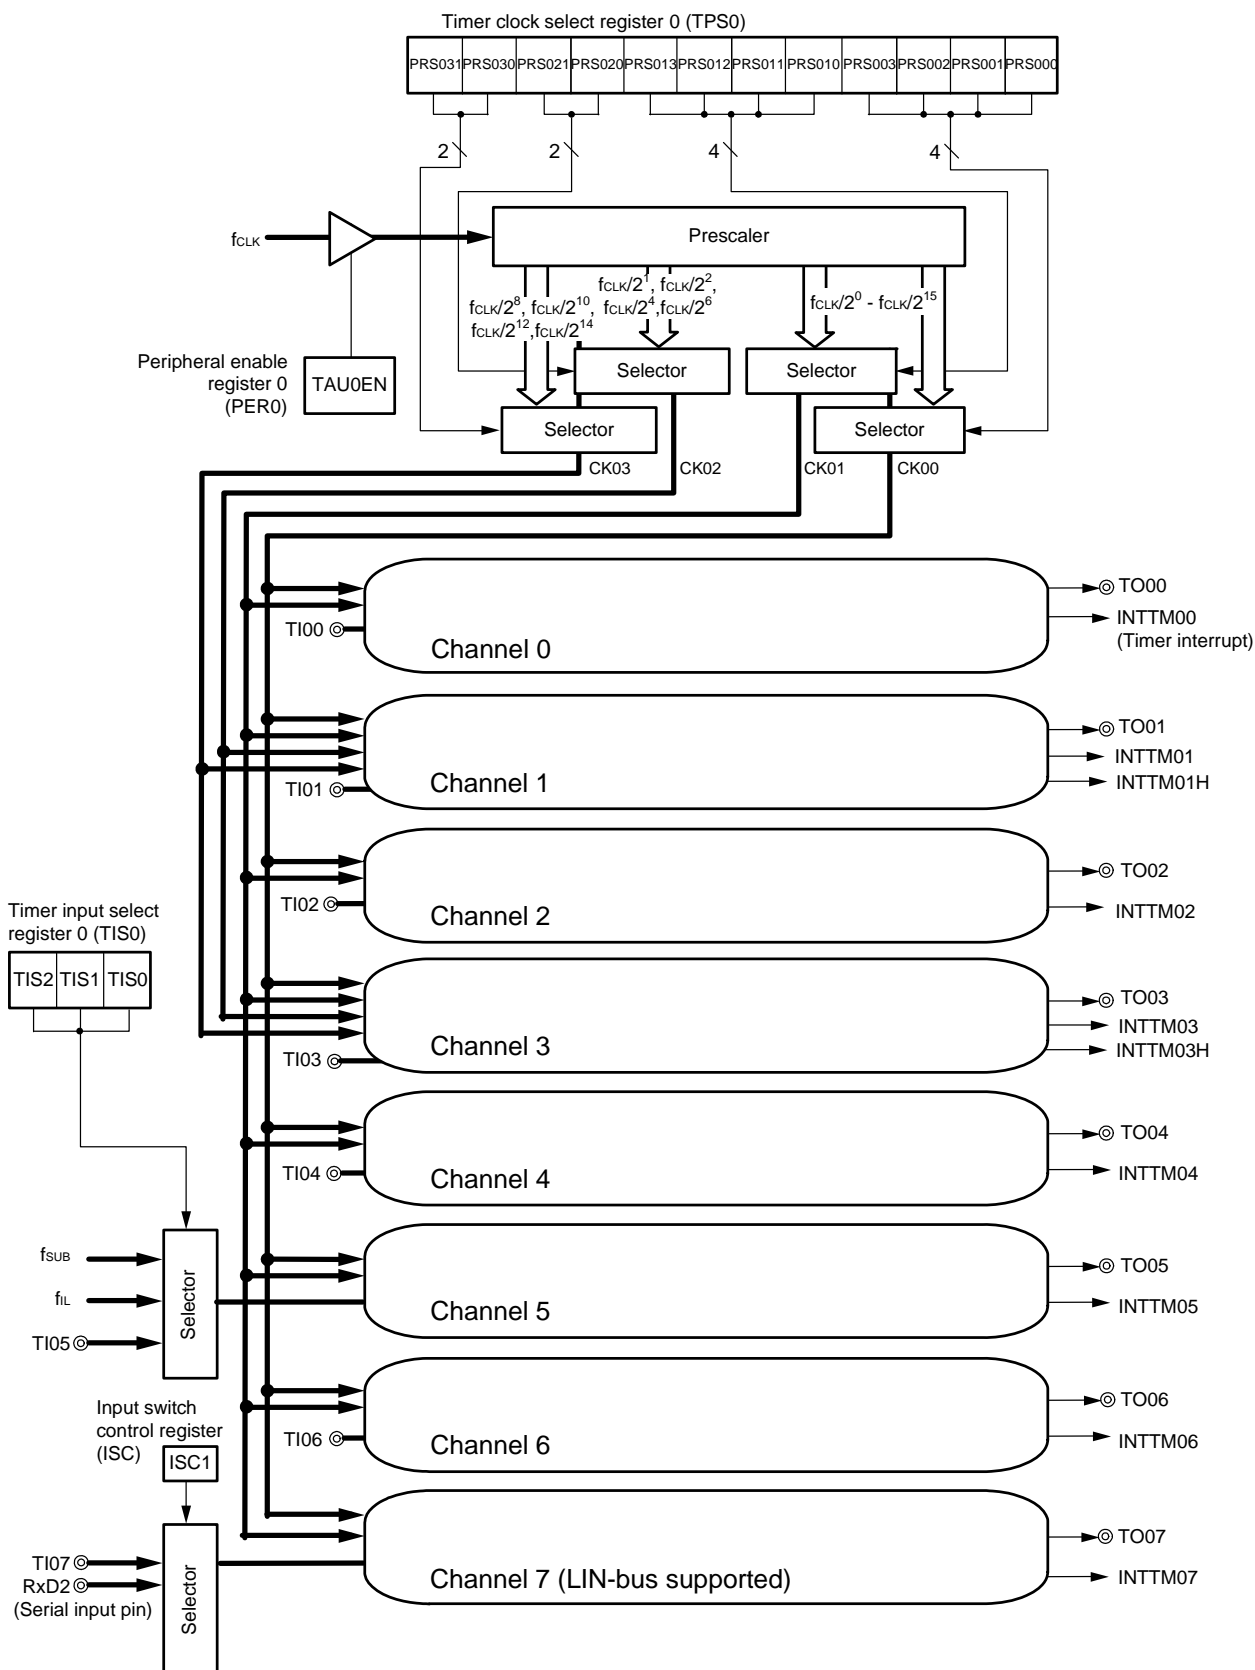 Timer clock select register 0 (TPS0)
PRS031 PRS030 PRS021 PRS020 PRS013 PRS012 PRS011 PRS010 PRS003 PRS002 PRS001 PRS000
2 2 4 4
fCLK
Prescaler
fCLK/2^8, fCLK/2^10,
fCLK/2^12,fCLK/2^14
fCLK/2^1, fCLK/2^2,
fCLK/2^4,fCLK/2^6
fCLK/2^0 - fCLK/2^15
Peripheral enable
register 0
(PER0)
TAU0EN
Selector
Selector
Selector
Selector
CK03
CK02
CK01
CK00
TI00
Channel 0
TO00
INTTM00
(Timer interrupt)
TI01
Channel 1
TO01
INTTM01
INTTM01H
TI02
Channel 2
TO02
INTTM02
Timer input select
register 0 (TIS0)
TIS2 TIS1 TIS0
TI03
Channel 3
TO03
INTTM03
INTTM03H
TI04
Channel 4
TO04
INTTM04
fSUB
fIL
TI05
Selector
Channel 5
TO05
INTTM05
Input switch
control register
(ISC)
ISC1
TI06
Channel 6
TO06
INTTM06
TI07
RxD2
(Serial input pin)
Selector
Channel 7 (LIN-bus supported)
TO07
INTTM07